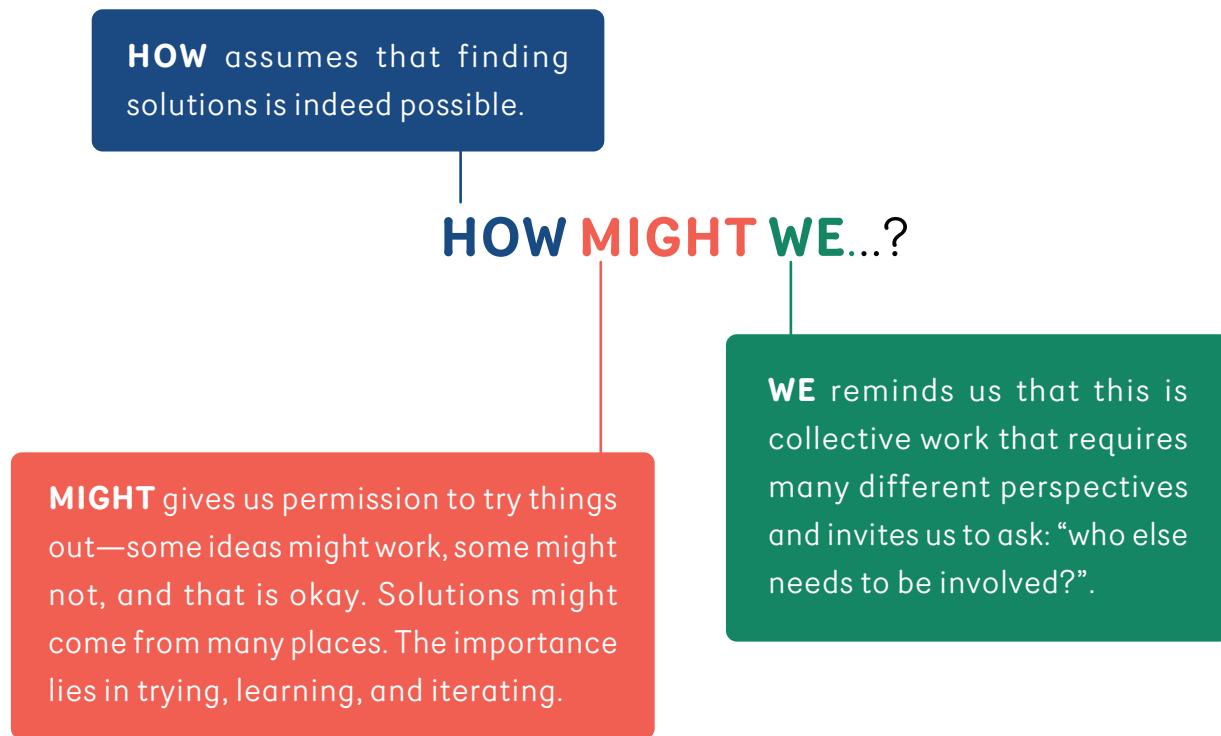 HOW assumes that finding
solutions is indeed possible.
HOW MIGHT WE...?
WE reminds us that this is
collective work that requires
many different perspectives
and invites us to ask: “who else
needs to be involved?”.
MIGHT gives us permission to try things
out—some ideas might work, some might
not, and that is okay. Solutions might
come from many places. The importance
lies in trying, learning, and iterating.